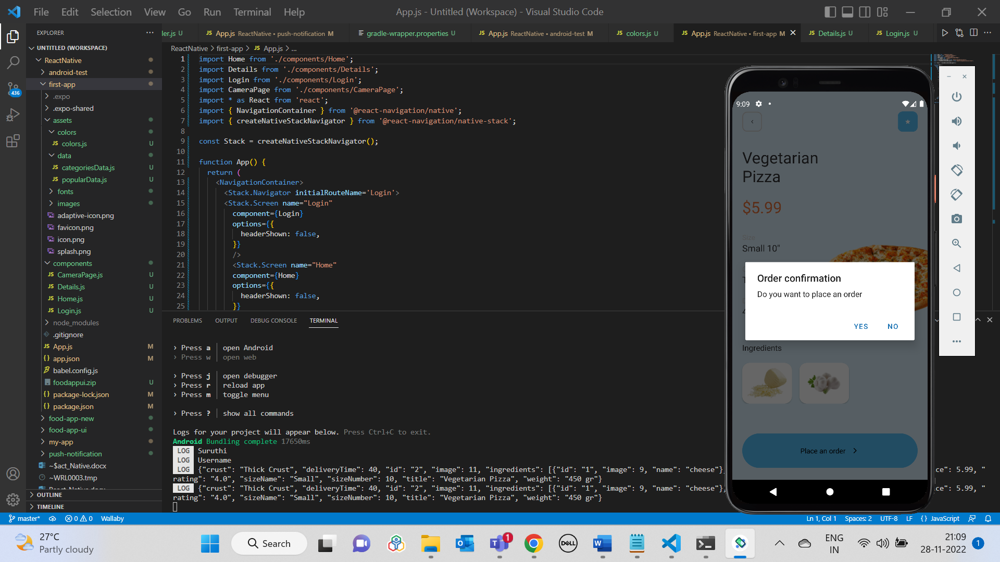 File Edit Selection View Go Run Terminal Help
App.js - Untitled (Workspace) - Visual Studio Code
EXPLORER
UNTITLED (WORKSPACE)
ReactNative
android-test
first-app
.expo
.expo-shared
assets
colors
JS colors.js U
data
JS categoriesData.js U
JS popularData.js U
fonts
images
adaptive-icon.png
favicon.png
icon.png
splash.png
components
JS CameraPage.js U
JS Details.js U
JS Home.js U
JS Login.js U
node_modules
.gitignore
JS App.js M
{} app.json M
babel.config.js
foodappui.zip U
{} package-lock.json M
{} package.json M
food-app-new
food-app-ui
my-app
push-notification
~$act_Native.docx
~WRL0003.tmp
React_Native.docx
OUTLINE
TIMELINE
436
der.js U
JS App.js ReactNative • push-notification M
gradle-wrapper.properties U
JS App.js ReactNative • android-test M
JS colors.js U
JS App.js ReactNative • first-app M
JS Details.js U
JS Login.js U
ReactNative > first-app > JS App.js > ...
1 import Home from './components/Home';
2 import Details from './components/Details';
3 import Login from './components/Login';
4 import CameraPage from './components/CameraPage';
5 import * as React from 'react';
6 import { NavigationContainer } from '@react-navigation/native';
7 import { createNativeStackNavigator } from '@react-navigation/native-stack';
8
9 const Stack = createNativeStackNavigator();
10
11 function App() {
12 return (
13 <NavigationContainer>
14 <Stack.Navigator initialRouteName='Login'>
15 <Stack.Screen name="Login"
16 component={Login}
17 options={{
18 headerShown: false,
19 }}
20 />
21 <Stack.Screen name="Home"
22 component={Home}
23 options={{
24 headerShown: false,
25 }}
PROBLEMS OUTPUT DEBUG CONSOLE TERMINAL
› Press a │ open Android
› Press w │ open web
› Press j │ open debugger
› Press r │ reload app
› Press m │ toggle menu
› Press ? │ show all commands
Logs for your project will appear below. Press Ctrl+C to exit.
Android Bundling complete 17650ms
LOG Suruthi
LOG Username
LOG {"crust": "Thick Crust", "deliveryTime": 40, "id": "2", "image": 11, "ingredients": [{"id": "1", "image": 9, "name": "cheese"}, ce": 5.99, "
rating": "4.0", "sizeName": "Small", "sizeNumber": 10, "title": "Vegetarian Pizza", "weight": "450 gr"}
LOG {"crust": "Thick Crust", "deliveryTime": 40, "id": "2", "image": 11, "ingredients": [{"id": "1", "image": 9, "name": "cheese"}, ce": 5.99, "
rating": "4.0", "sizeName": "Small", "sizeNumber": 10, "title": "Vegetarian Pizza", "weight": "450 gr"}
9:09
Vegetarian
Pizza
$5.99
Size
Small 10"
Order confirmation
Do you want to place an order
YES NO
Ingredients
Place an order >
master* 0 0 Wallaby
Ln 1, Col 1 Spaces: 2 UTF-8 LF {} JavaScript
27°C
Partly cloudy
Search
DELL
1
ENG
IN
21:09
28-11-2022
1